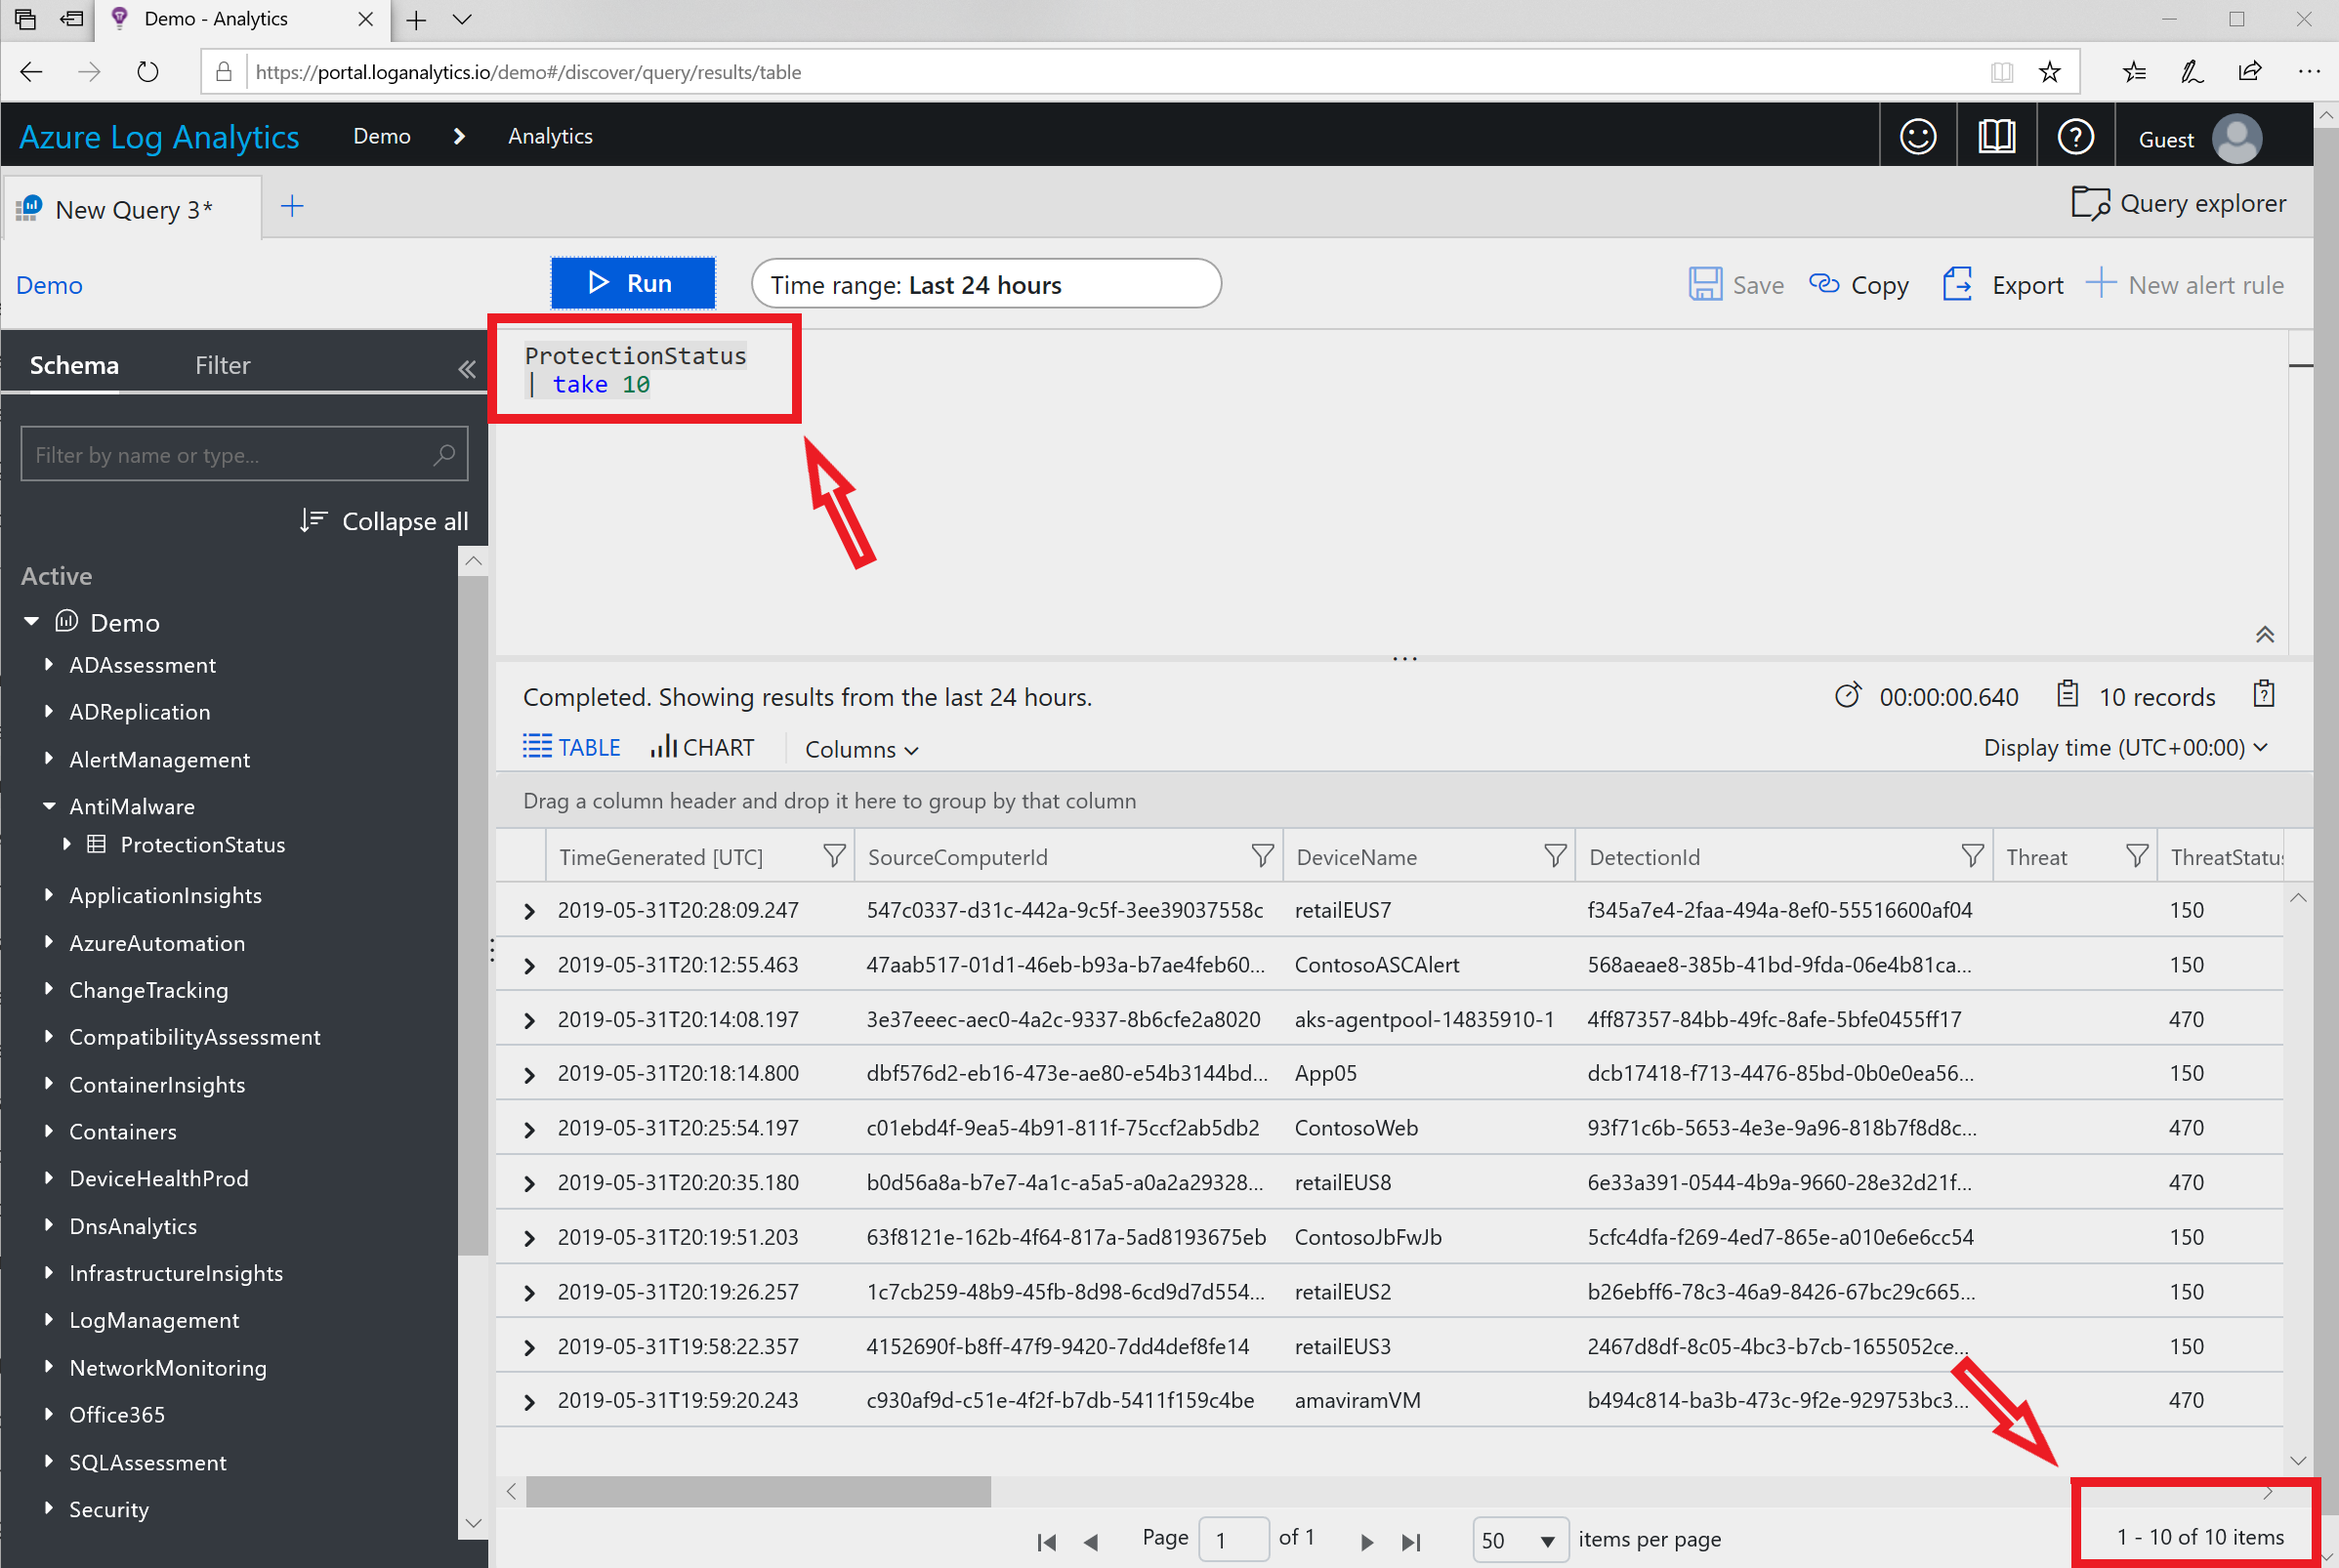 Demo - Analytics
https://portal.loganalytics.io/demo#/discover/query/results/table
Azure Log Analytics Demo Analytics Guest
New Query 3*
Query explorer
Demo
Run
Time range: Last 24 hours
Save Copy Export New alert rule
Schema Filter
Filter by name or type...
Collapse all
Active
Demo
ADAssessment
ADReplication
AlertManagement
AntiMalware
ProtectionStatus
ApplicationInsights
AzureAutomation
ChangeTracking
CompatibilityAssessment
ContainerInsights
Containers
DeviceHealthProd
DnsAnalytics
InfrastructureInsights
LogManagement
NetworkMonitoring
Office365
SQLAssessment
Security
ProtectionStatus
| take 10
Completed. Showing results from the last 24 hours.
00:00:00.640 10 records
TABLE CHART Columns
Display time (UTC+00:00)
Drag a column header and drop it here to group by that column
TimeGenerated [UTC] SourceComputerId DeviceName DetectionId Threat ThreatStatus
2019-05-31T20:28:09.247 547c0337-d31c-442a-9c5f-3ee39037558c retailEUS7 f345a7e4-2faa-494a-8ef0-55516600af04 150
2019-05-31T20:12:55.463 47aab517-01d1-46eb-b93a-b7ae4feb60... ContosoASCAlert 568aeae8-385b-41bd-9fda-06e4b81ca... 150
2019-05-31T20:14:08.197 3e37eeec-aec0-4a2c-9337-8b6cfe2a8020 aks-agentpool-14835910-1 4ff87357-84bb-49fc-8afe-5bfe0455ff17 470
2019-05-31T20:18:14.800 dbf576d2-eb16-473e-ae80-e54b3144bd... App05 dcb17418-f713-4476-85bd-0b0e0ea56... 150
2019-05-31T20:25:54.197 c01ebd4f-9ea5-4b91-811f-75ccf2ab5db2 ContosoWeb 93f71c6b-5653-4e3e-9a96-818b7f8d8c... 470
2019-05-31T20:20:35.180 b0d56a8a-b7e7-4a1c-a5a5-a0a2a29328... retailEUS8 6e33a391-0544-4b9a-9660-28e32d21f... 470
2019-05-31T20:19:51.203 63f8121e-162b-4f64-817a-5ad8193675eb ContosoJbFwJb 5cfc4dfa-f269-4ed7-865e-a010e6e6cc54 150
2019-05-31T20:19:26.257 1c7cb259-48b9-45fb-8d98-6cd9d7d554... retailEUS2 b26ebff6-78c3-46a9-8426-67bc29c665... 150
2019-05-31T19:58:22.357 4152690f-b8ff-47f9-9420-7dd4def8fe14 retailEUS3 2467d8df-8c05-4bc3-b7cb-1655052ce... 150
2019-05-31T19:59:20.243 c930af9d-c51e-4f2f-b7db-5411f159c4be amaviramVM b494c814-ba3b-473c-9f2e-929753bc3... 470
Page 1 of 1 50 items per page 1 - 10 of 10 items